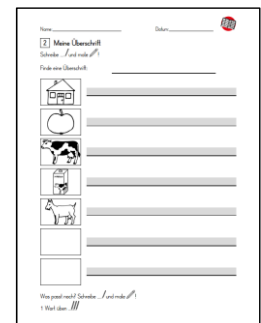 Name: Datum:
2 Meine Überschrift
Schreibe und male !
Finde eine Überschrift:
Was passt noch? Schreibe und male !
1 Wort üben